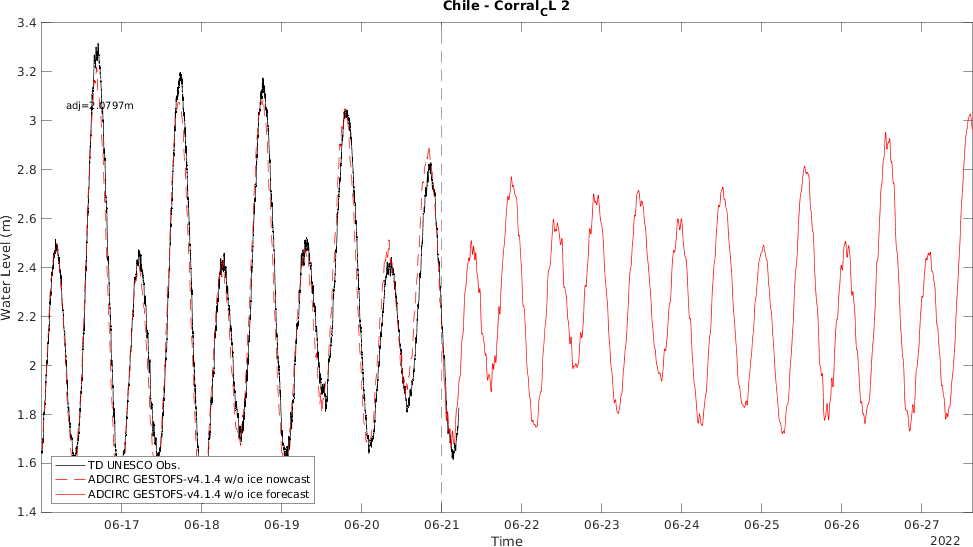 Chile - Corral_CL 2
3.4
3.2
3
2.8
2.6
2.4
2.2
2
1.8
1.6
1.4
Water Level (m)
adj=2.0797m
TD UNESCO Obs.
ADCIRC GESTOFS-v4.1.4 w/o ice nowcast
ADCIRC GESTOFS-v4.1.4 w/o ice forecast
06-17 06-18 06-19 06-20 06-21 06-22 06-23 06-24 06-25 06-26 06-27
Time
2022